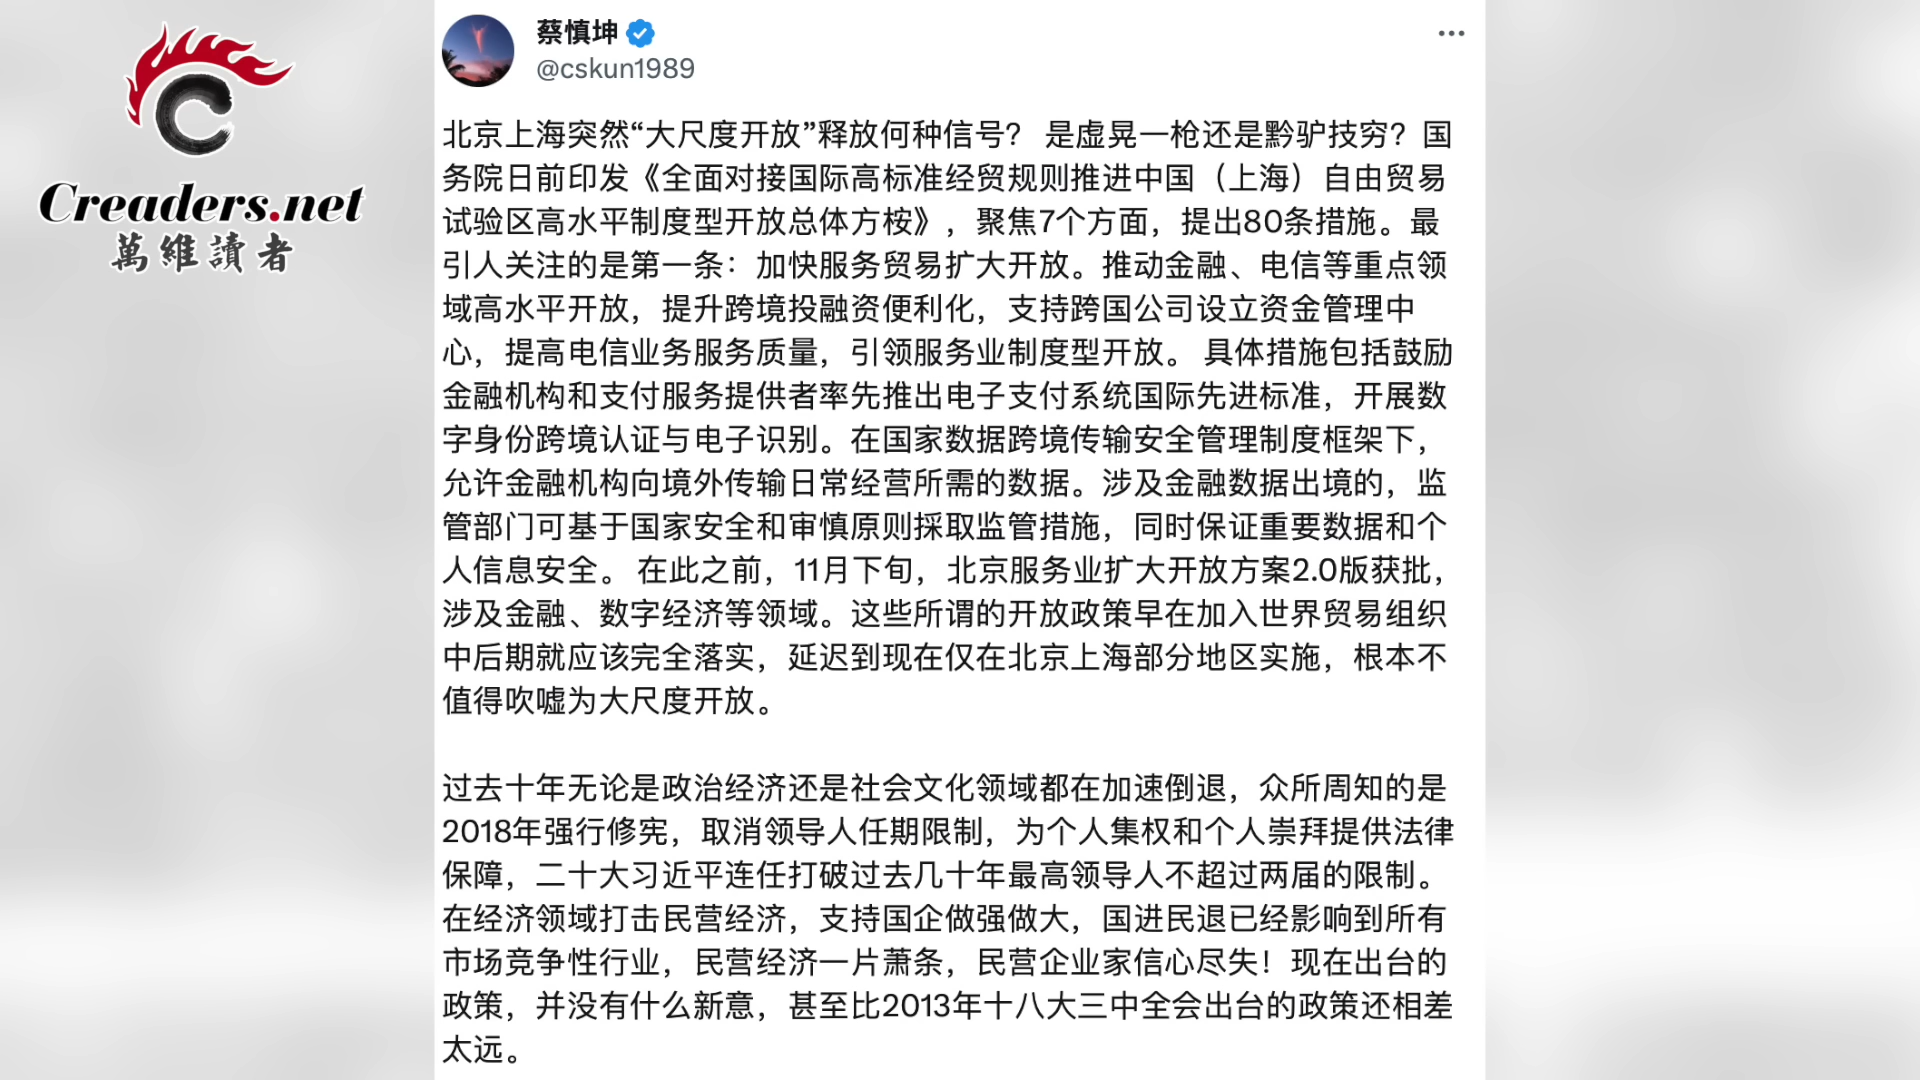 Creaders.net
萬維讀者
蔡慎坤
@cskun1989
北京上海突然“大尺度开放”释放何种信号？ 是虚晃一枪还是黔驴技穷？国
务院日前印发《全面对接国际高标准经贸规则推进中国（上海）自由贸易
试验区高水平制度型开放总体方桉》，聚焦7个方面，提出80条措施。最
引人关注的是第一条：加快服务贸易扩大开放。推动金融、电信等重点领
域高水平开放，提升跨境投融资便利化，支持跨国公司设立资金管理中
心，提高电信业务服务质量，引领服务业制度型开放。 具体措施包括鼓励
金融机构和支付服务提供者率先推出电子支付系统国际先进标准，开展数
字身份跨境认证与电子识别。在国家数据跨境传输安全管理制度框架下，
允许金融机构向境外传输日常经营所需的数据。涉及金融数据出境的，监
管部门可基于国家安全和审慎原则採取监管措施，同时保证重要数据和个
人信息安全。 在此之前，11月下旬，北京服务业扩大开放方案2.0版获批，
涉及金融、数字经济等领域。这些所谓的开放政策早在加入世界贸易组织
中后期就应该完全落实，延迟到现在仅在北京上海部分地区实施，根本不
值得吹嘘为大尺度开放。
过去十年无论是政治经济还是社会文化领域都在加速倒退，众所周知的是
2018年强行修宪，取消领导人任期限制，为个人集权和个人崇拜提供法律
保障，二十大习近平连任打破过去几十年最高领导人不超过两届的限制。
在经济领域打击民营经济，支持国企做强做大，国进民退已经影响到所有
市场竞争性行业，民营经济一片萧条，民营企业家信心尽失！现在出台的
政策，并没有什么新意，甚至比2013年十八大三中全会出台的政策还相差
太远。